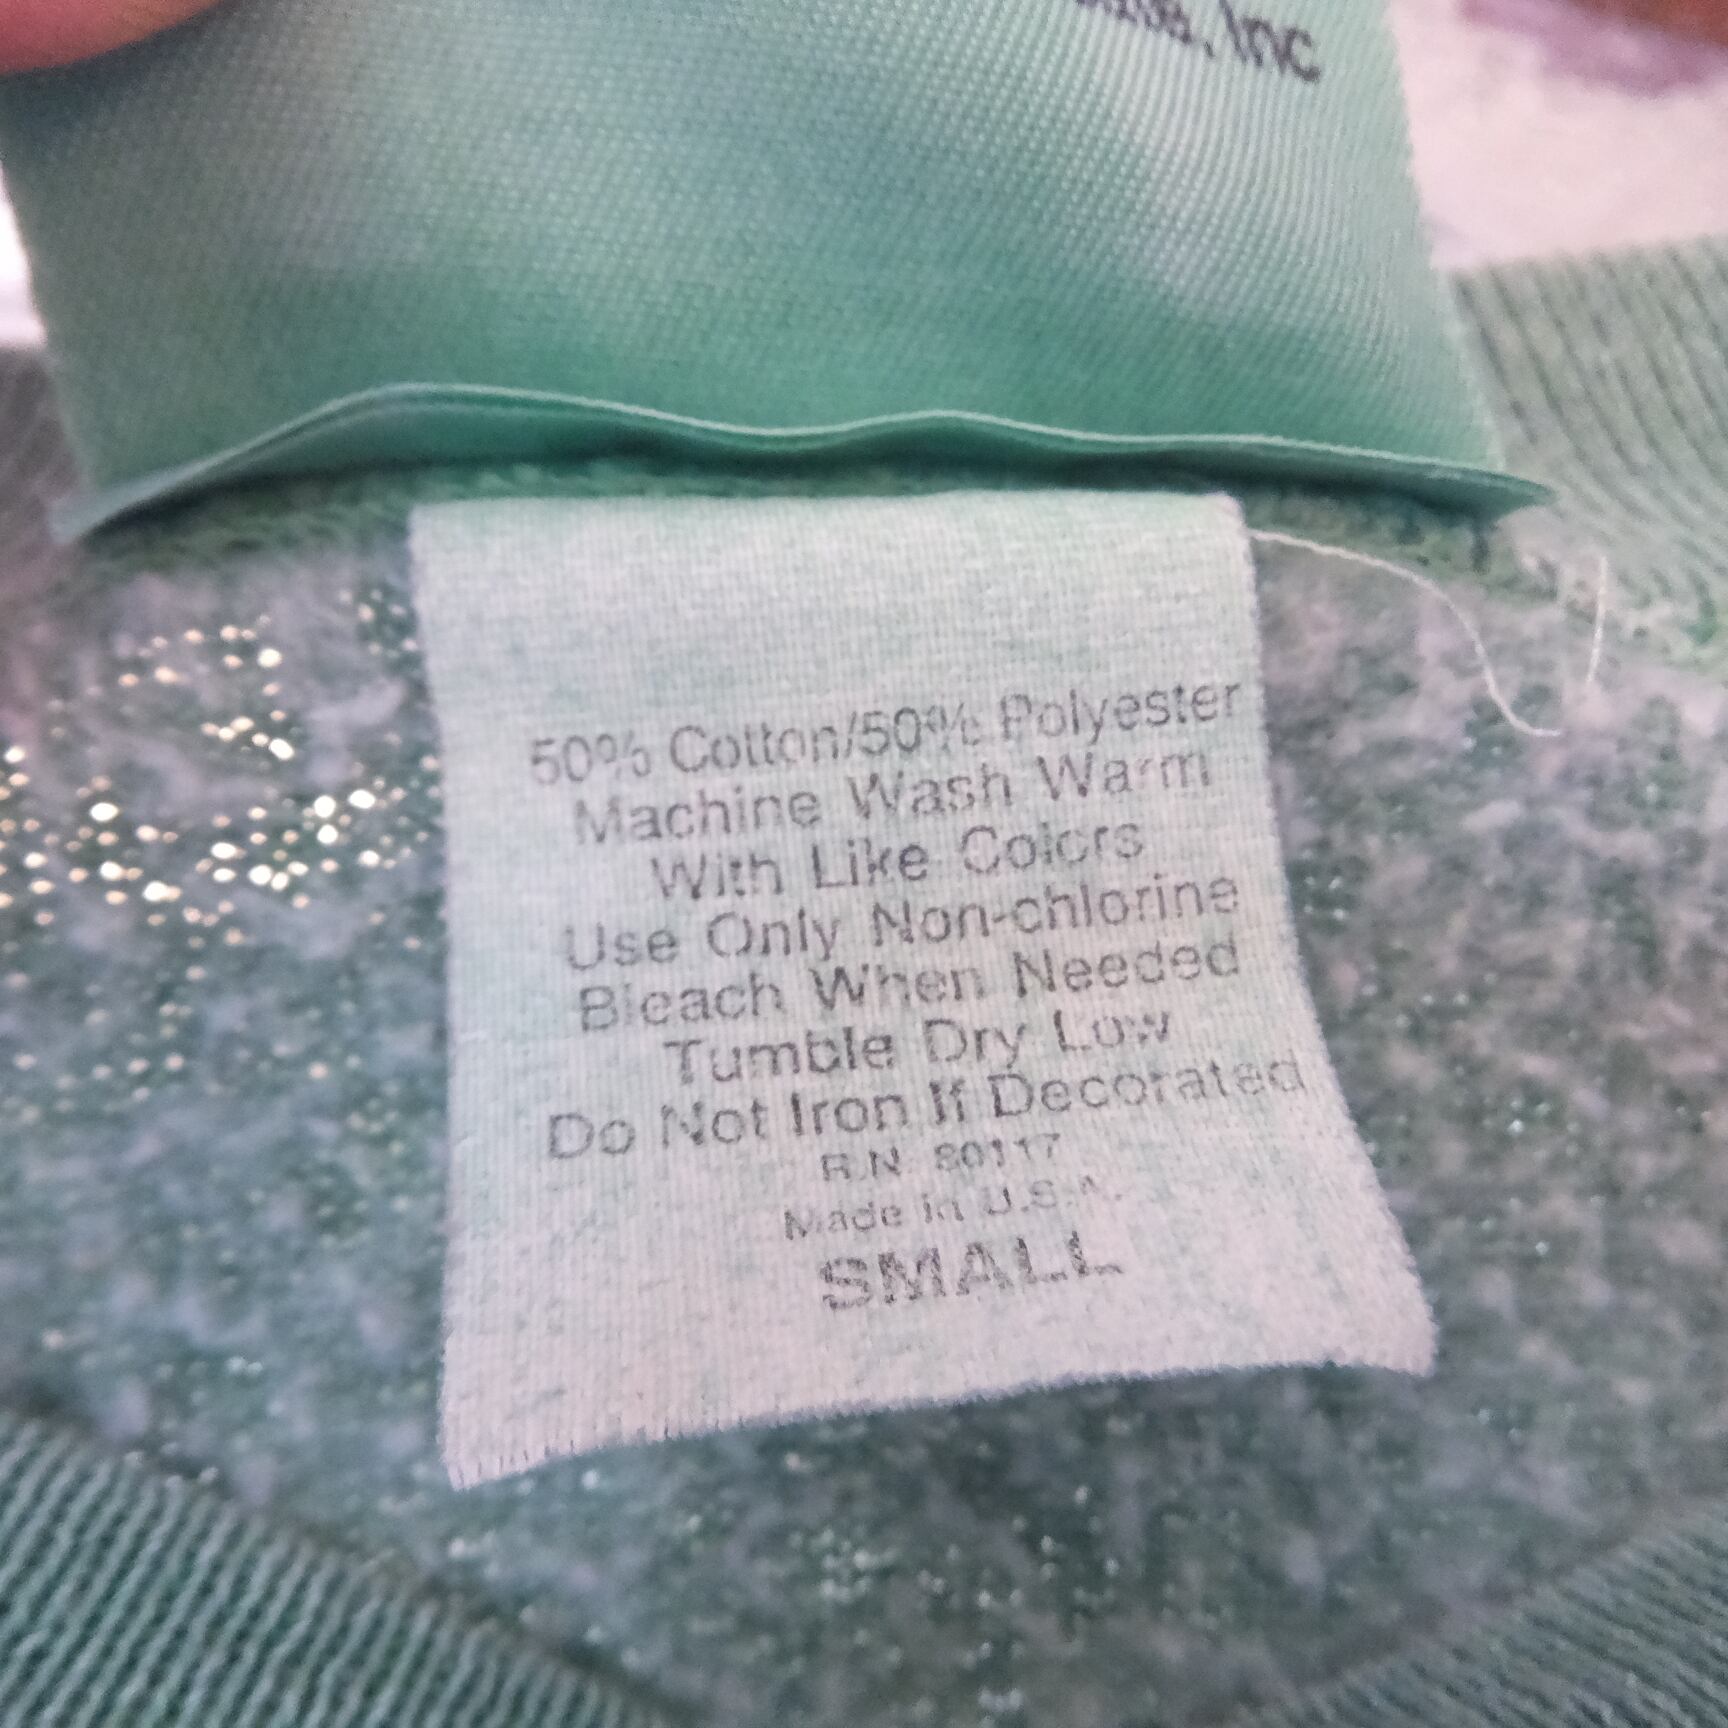 Inc
50% Cotton/50% Polyester
Machine Wash Warm
With Like Colors
Use Only Non-chlorine
Bleach When Needed
Tumble Dry Low
Do Not Iron If Decorated
R.N. 80117
Made in U.S.A.
SMALL